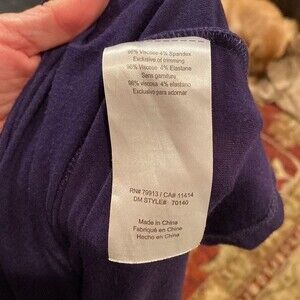 96% Viscose 4% Spandex
Exclusive of trimming
96% Viscose 4% Elastane
Sans garniture
96% viscosa 4% elastano
Exclusivo para adornar
RN# 79913 / CA# 11414
DM STYLE# 70140
Made in China
Fabriqué en China
Hecho en China